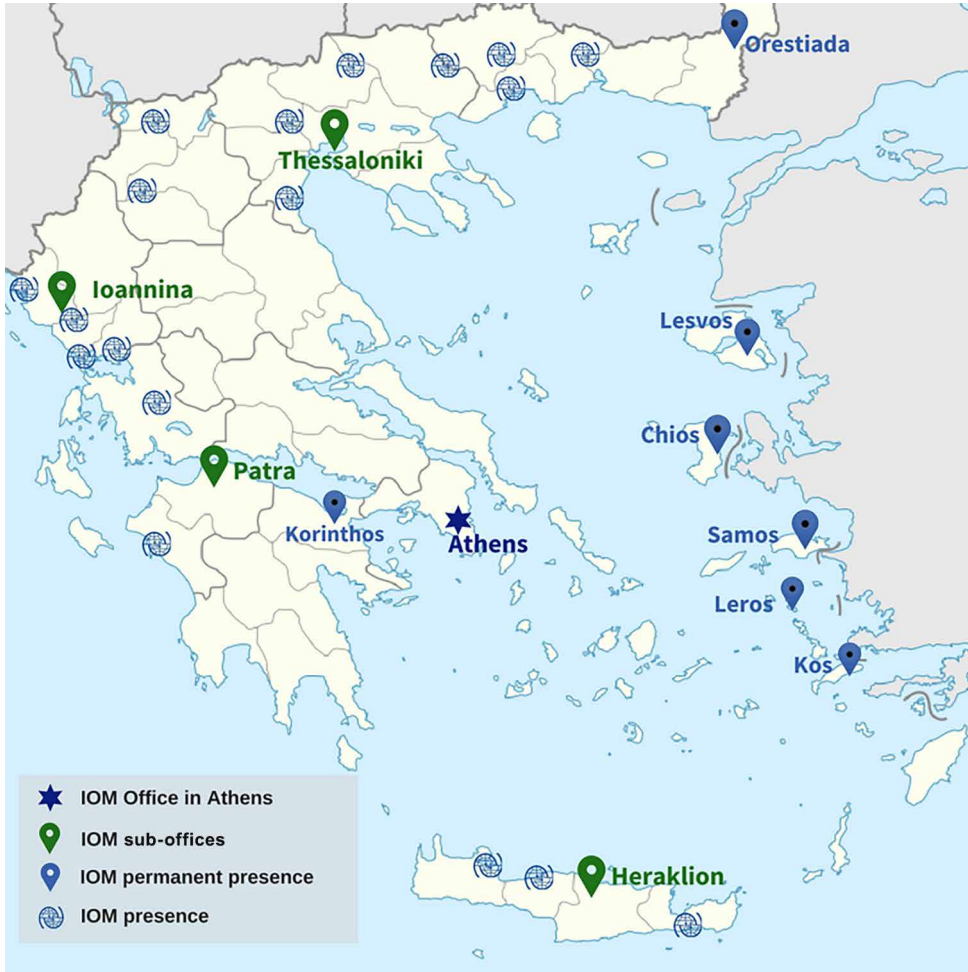 Orestiada
Thessaloniki
Ioannina
Lesvos
Chios
Patra
Korinthos
Athens
Samos
Leros
Kos
IOM Office in Athens
IOM sub-offices
IOM permanent presence
IOM presence
Heraklion